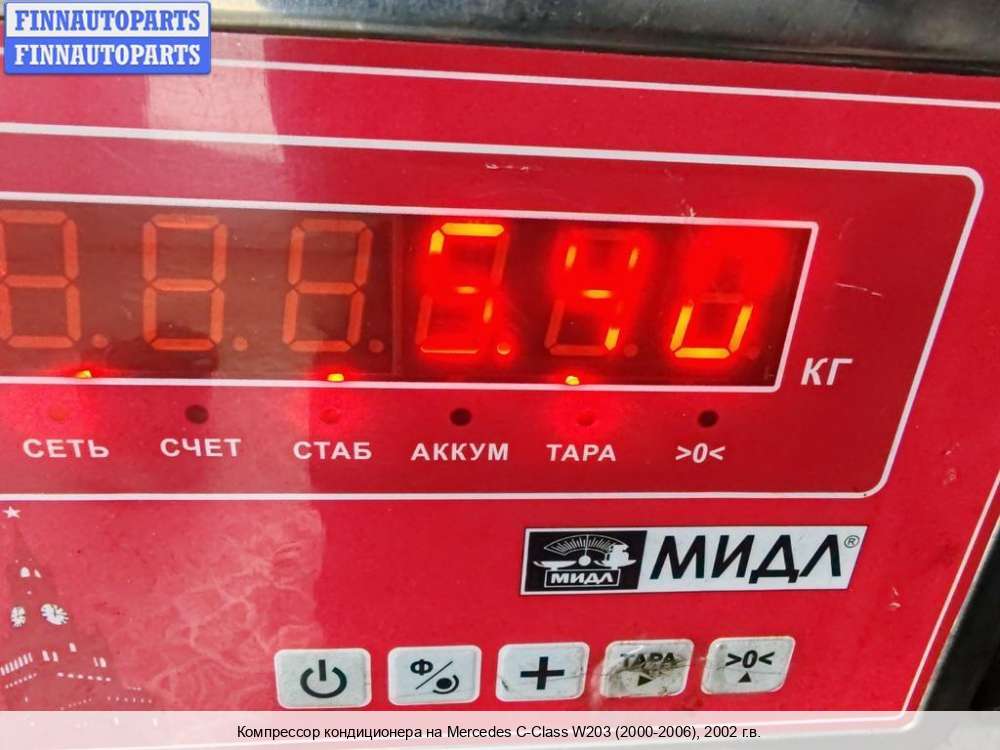 FINNAUTOPARTS
FINNAUTOPARTS
5.40
КГ
СЕТЬ СЧЕТ СТАБ АККУМ ТАРА >0<
МИДЛ МИДЛ®
Ф + ТАРА >0<
Компрессор кондиционера на Mercedes C-Class W203 (2000-2006), 2002 г.в.